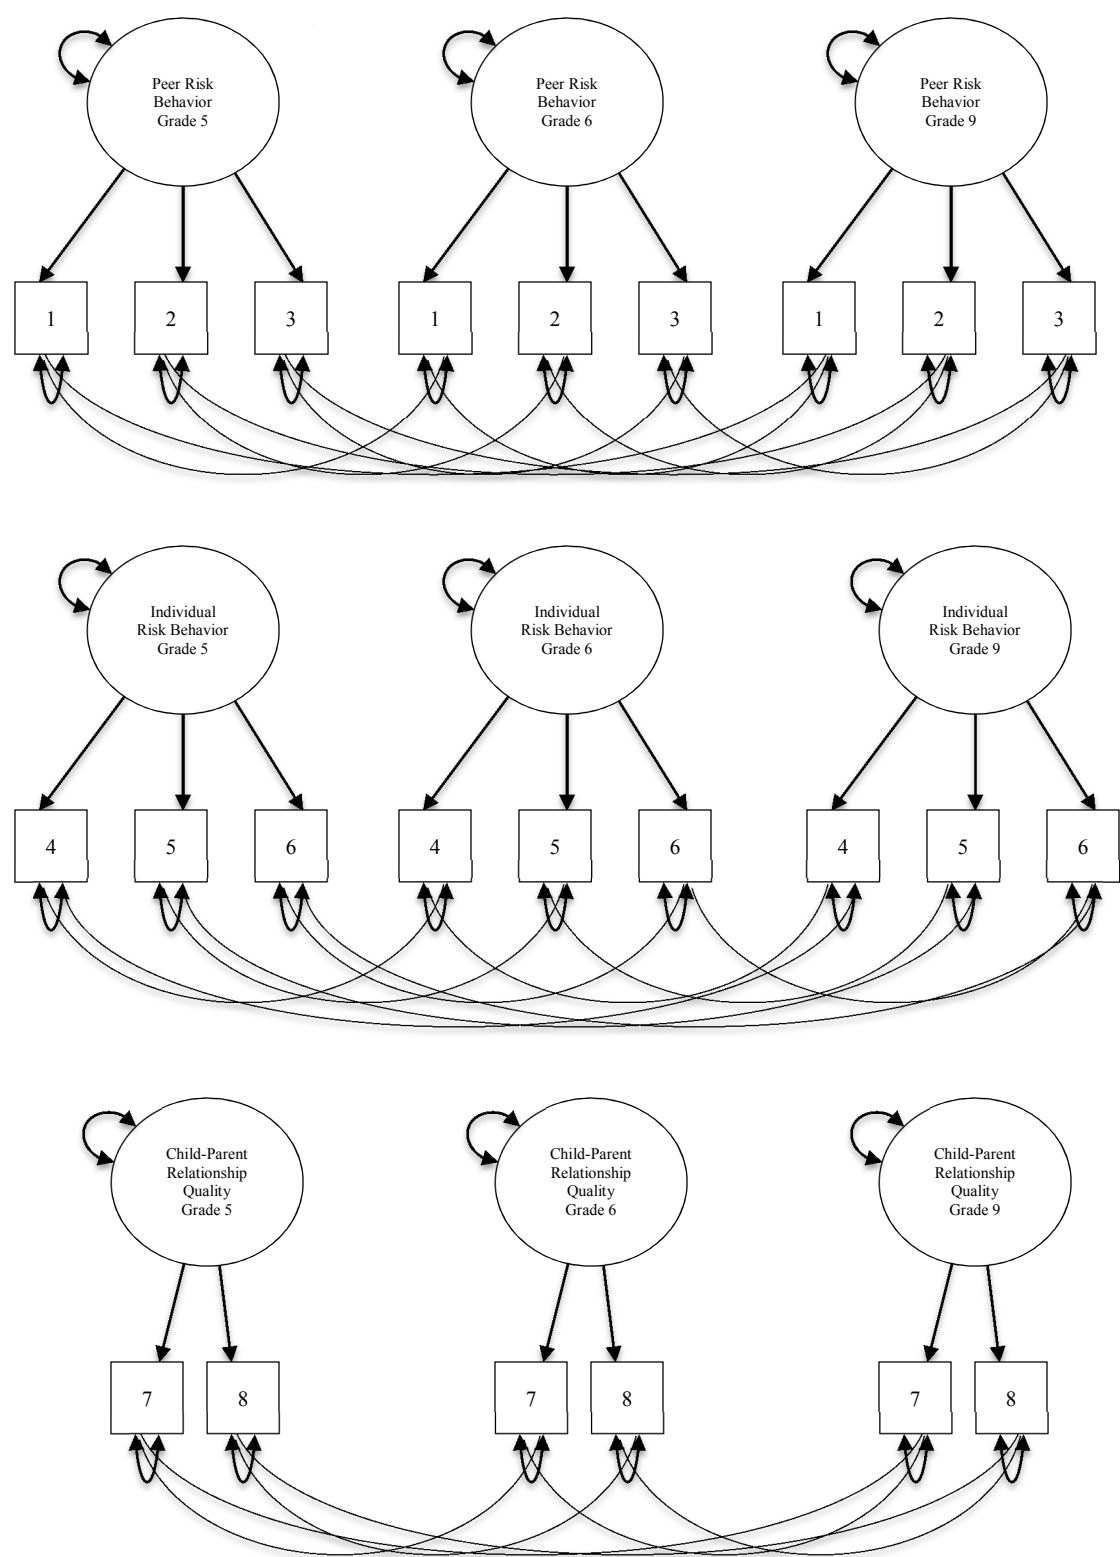 Peer Risk
Behavior
Grade 5
Peer Risk
Behavior
Grade 6
Peer Risk
Behavior
Grade 9
1
2
3
1
2
3
1
2
3
Individual
Risk Behavior
Grade 5
Individual
Risk Behavior
Grade 6
Individual
Risk Behavior
Grade 9
4
5
6
4
5
6
4
5
6
Child-Parent
Relationship
Quality
Grade 5
Child-Parent
Relationship
Quality
Grade 6
Child-Parent
Relationship
Quality
Grade 9
7
8
7
8
7
8